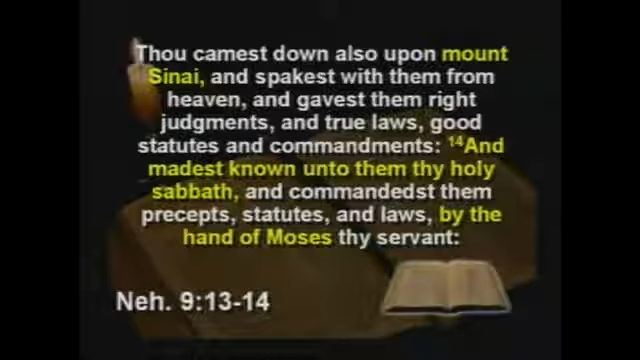 Thou camest down also upon mount
Sinai, and spakest with them from
heaven, and gavest them right
judgments, and true laws, good
statutes and commandments: ¹⁴And
madest known unto them thy holy
sabbath, and commandedst them
precepts, statutes, and laws, by the
hand of Moses thy servant:
Neh. 9:13-14